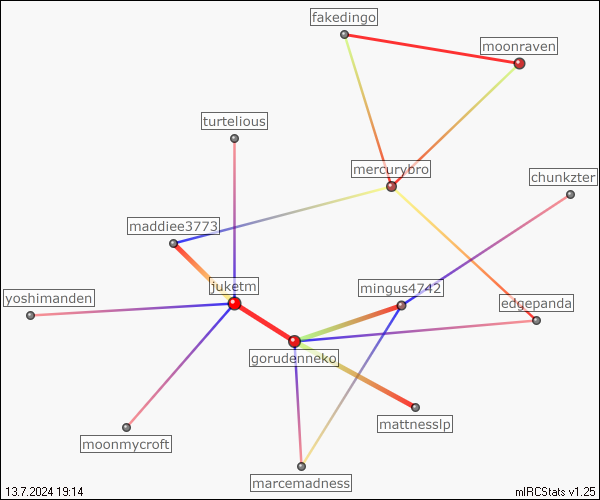 fakedingo
moonraven
turtelious
mercurybro
chunkzter
maddiee3773
juketm
mingus4742
yoshimanden
edgepanda
gorudenneko
mattnesslp
moonmycroft
marcemadness
13.7.2024 19:14
mIRCStats v1.25